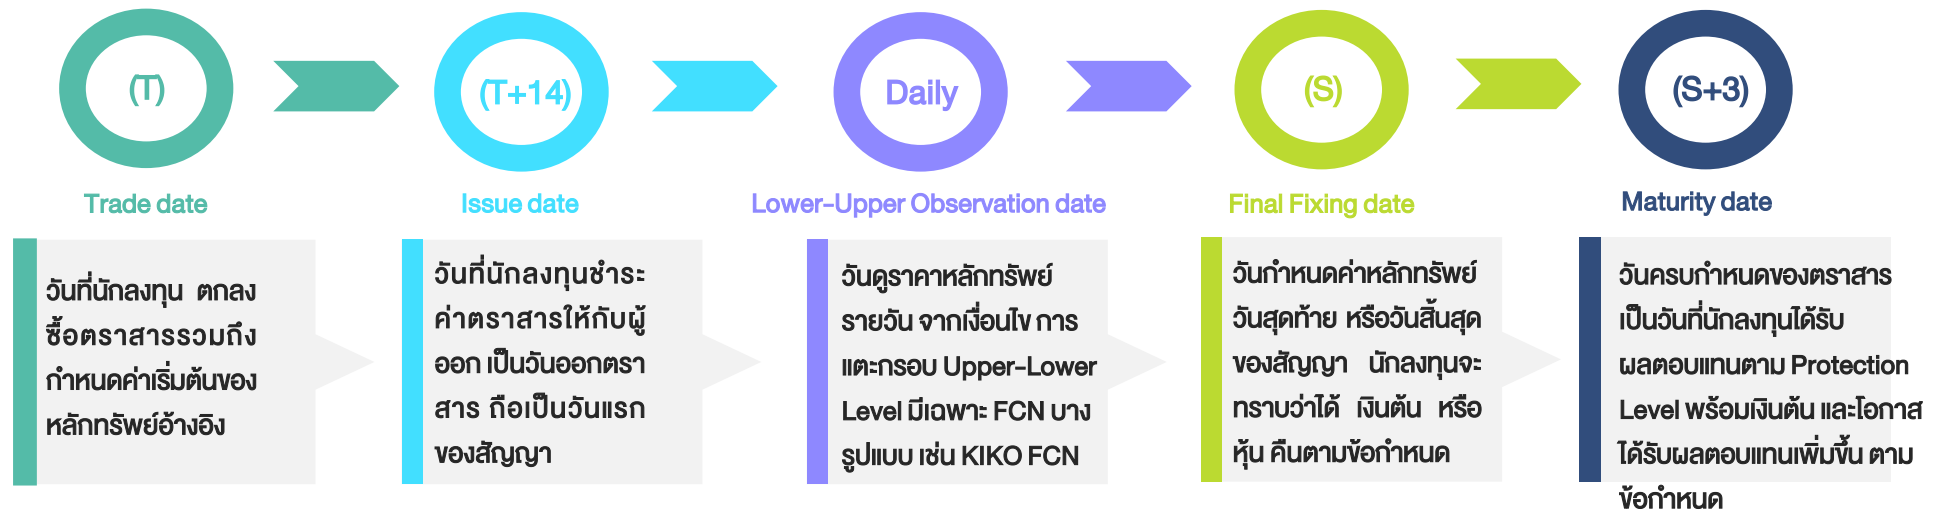 (T)
Trade date
วันที่นักลงทุน ตกลง
ซื้อตราสารรวมถึง
กำหนดค่าเริ่มต้นของ
หลักทรัพย์อ้างอิง
(T+14)
Issue date
วันที่นักลงทุนชำระ
ค่าตราสารให้กับผู้
ออก เป็นวันออกตรา
สาร ถือเป็นวันแรก
ของสัญญา
Daily
Lower-Upper Observation date
วันดูราคาหลักทรัพย์
รายวัน จากเงื่อนไข การ
แตะกรอบ Upper-Lower
Level มีเฉพาะ FCN บาง
รูปแบบ เช่น KIKO FCN
(S)
Final Fixing date
วันกำหนดค่าหลักทรัพย์
วันสุดท้าย หรือวันสิ้นสุด
ของสัญญา นักลงทุนจะ
ทราบว่าได้ เงินต้น หรือ
หุ้น คืนตามข้อกำหนด
(S+3)
Maturity date
วันครบกำหนดของตราสาร
เป็นวันที่นักลงทุนได้รับ
ผลตอบแทนตาม Protection
Level พร้อมเงินต้น และโอกาส
ได้รับผลตอบแทนเพิ่มขึ้น ตาม
ข้อกำหนด